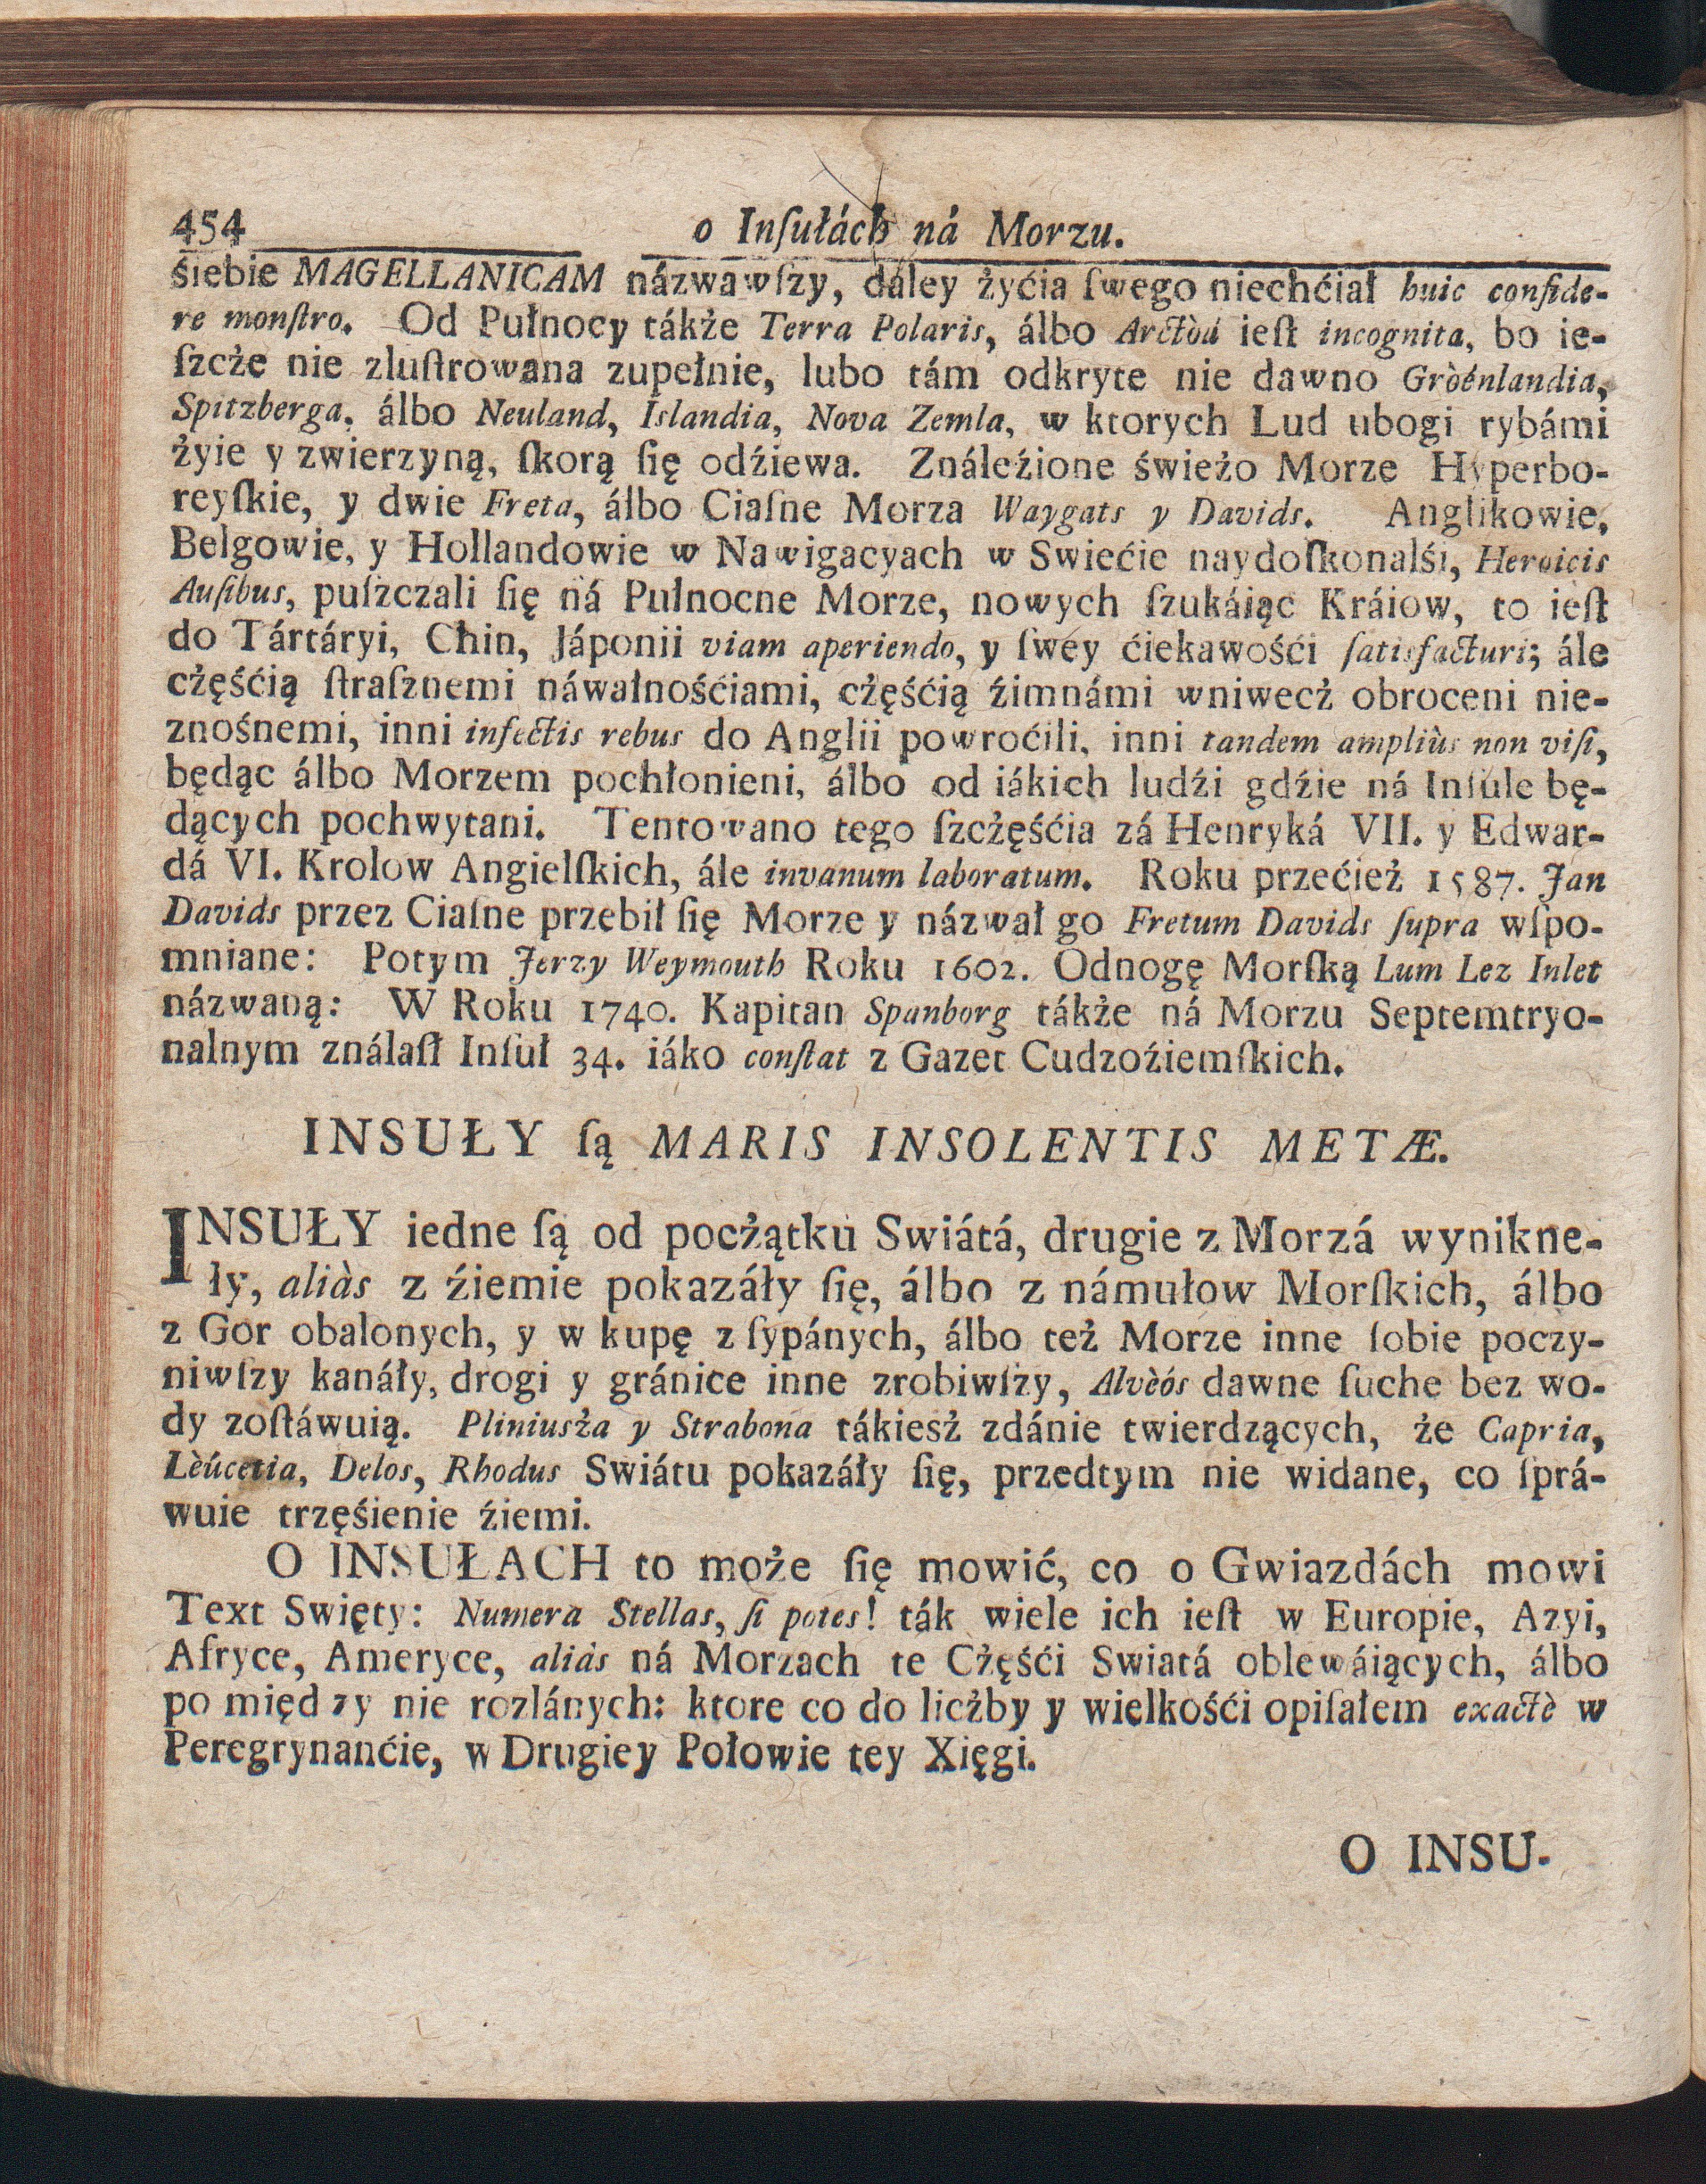 454 o Inſułách ná Morzu.
śiebie MAGELLANICAM názwawſzy, dáley żyćia ſwego niechćiał huic confide-
re monſtro. Od Pułnocy tákże Terra Polaris, álbo Arctòa ieſt incognita, bo ie-
ſzcże nie zluſtrowana zupełnie, lubo tám odkryte nie dawno Gròénlandia,
Spitzberga, álbo Neuland, Islandia, Nova Zemla, w ktorych Lud ubogi rybámi
żyie y zwierzyną, ſkorą ſię odźiewa. Ználeźione świeżo Morze Hyperbo-
reyſkie, y dwie Freta, álbo Ciaſne Morza Waygats y Davids. Anglikowie,
Belgowie, y Hollandowie w Nawigacyach w Swiećie naydoſkonalśi, Heroicis
Auſibus, puſzczali ſię ná Pułnocne Morze, nowych ſzukáiąc Kráiow, to ieſt
do Tártáryi, Chin, Jáponii viam aperiendo, y ſwey ćiekawośći ſatisfacturi; ále
cżęśćią ſtraſznemi náwałnośćiami, cżęśćią źimnámi wniwecż obroceni nie-
znośnemi, inni infectis rebus do Anglii powroćili, inni tandem ampliùs non viſi,
będąc álbo Morzem pochłonieni, álbo od iákich ludźi gdźie ná Inſule bę-
dących pochwytani. Tentowano tego ſzcżęśćia zá Henryká VII. y Edwar-
dá VI. Krolow Angielſkich, ále invanum laboratum. Roku przećież 1587. Jan
Davids przez Ciaſne przebił ſię Morze y názwał go Fretum Davids ſupra wſpo-
mniane: Potym Jerzy Weymouth Roku 1602. Odnogę Morſką Lum Lez Inlet
názwaną: W Roku 1740. Kapitan Spanborg tákże ná Morzu Septemtryo-
nalnym ználaſł Inſuł 34. iáko conſtat z Gazet Cudzoźiemſkich.
INSUŁY ſą MARIS INSOLENTIS METÆ.
INSUŁY iedne ſą od pocżątku Swiátá, drugie z Morzá wynikne-
ły, aliàs z źiemie pokazáły ſię, álbo z námułow Morſkich, álbo
z Gor obalonych, y w kupę z ſypánych, álbo też Morze inne ſobie poczy-
niwſzy kanáły, drogi y gránice inne zrobiwſzy, Alvèós dawne ſuche bez wo-
dy zoſtáwuią. Pliniusża y Strabona tákiesż zdánie twierdzących, że Capria,
Lèúcetia, Delos, Rhodus Swiátu pokazáły ſię, przedtym nie widane, co ſprá-
wuie trzęśienie źiemi.
O INSUŁACH to może ſię mowić, co o Gwiazdách mowi
Text Swięty: Numera Stellas, ſi potes! ták wiele ich ieſt w Europie, Azyi,
Afryce, Ameryce, aliàs ná Morzach te Cżęśći Swiatá oblewáiących, álbo
po między nie rozlánych: ktore co do licżby y wielkośći opiſałem exactè w
Peregrynanćie, w Drugiey Połowie tey Xięgi.
O INSU-